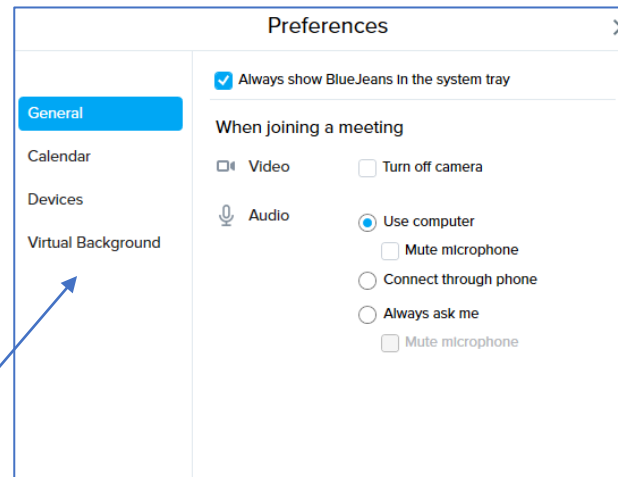 Preferences
Always show BlueJeans in the system tray
General
Calendar
Devices
Virtual Background
When joining a meeting
Video
Turn off camera
Audio
Use computer
Mute microphone
Connect through phone
Always ask me
Mute microphone